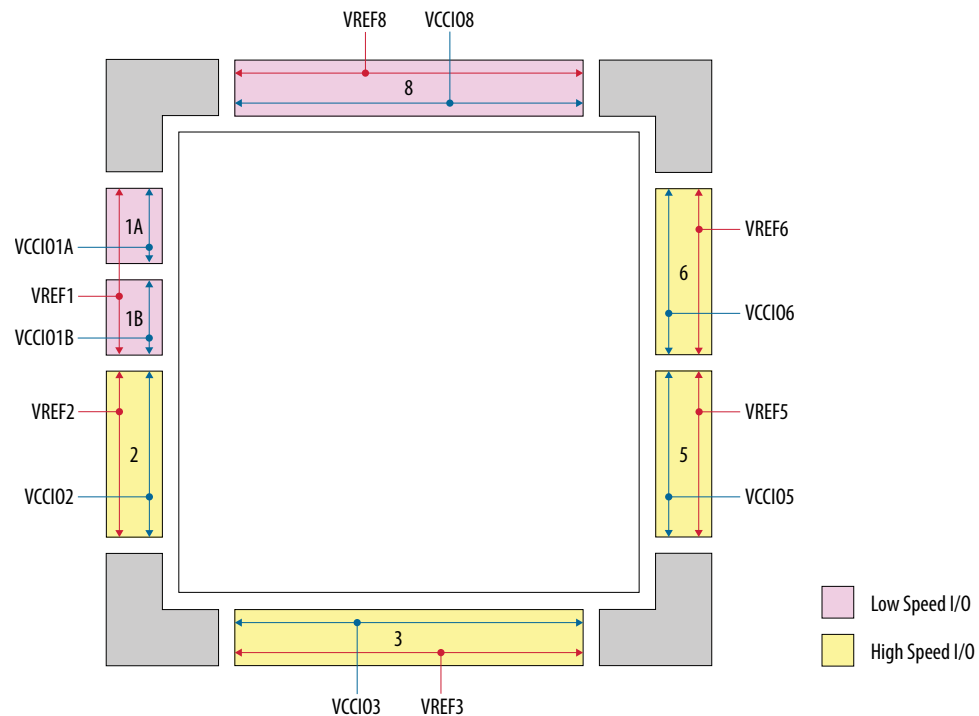 VREF8
VCCIO8
8
1A
VCCIO1A
VREF1
1B
VCCIO1B
VREF2
2
VCCIO2
VREF6
6
VCCIO6
VREF5
5
VCCIO5
3
VCCIO3
VREF3
Low Speed I/O
High Speed I/O